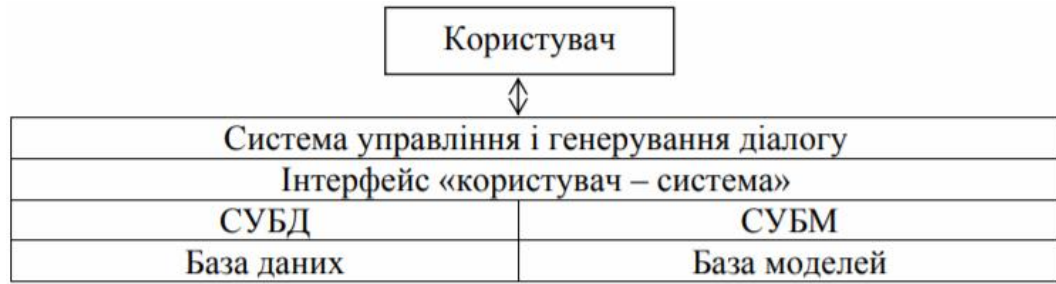 Користувач
Система управління і генерування діалогу
Інтерфейс «користувач – система»
СУБД СУБМ
База даних База моделей